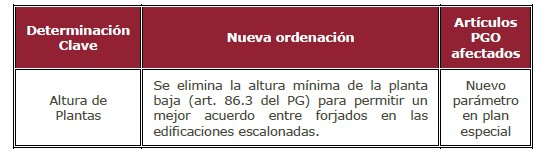 Determinación
Clave
Nueva ordenación
Artículos
PGO
afectados
Altura de
Plantas
Se elimina la altura mínima de la planta
baja (art. 86.3 del PG) para permitir un
mejor acuerdo entre forjados en las
edificaciones escalonadas.
Nuevo
parámetro
en plan
especial